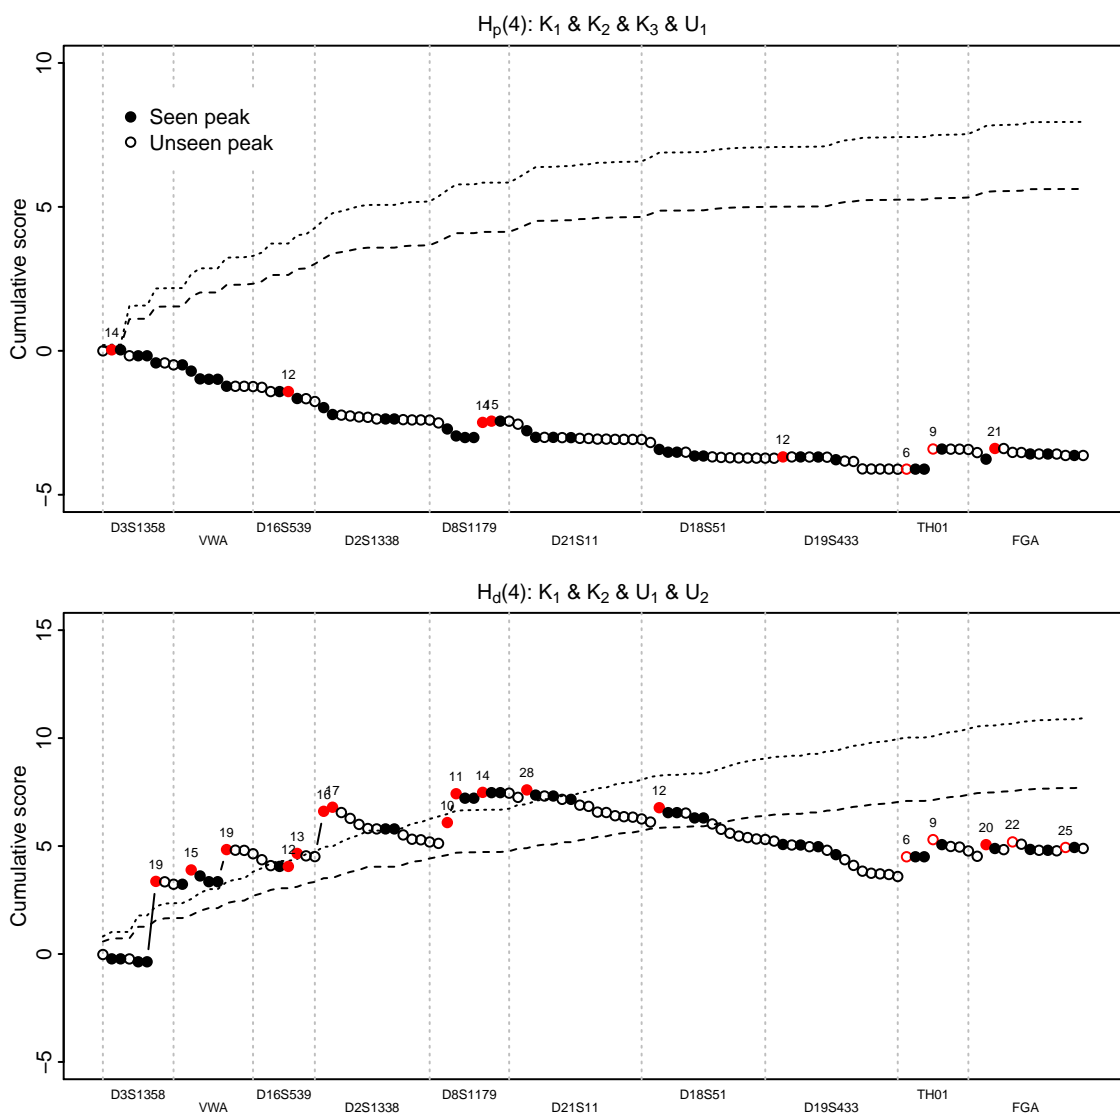 Hp(4): K1 & K2 & K3 & U1
10
Seen peak
Unseen peak
5
0
−5
Cumulative score
14
12
14
15
12
6
9
21
D3S1358
VWA
D16S539
D2S1338
D8S1179
D21S11
D18S51
D19S433
TH01
FGA
Hd(4): K1 & K2 & U1 & U2
15
10
5
0
−5
Cumulative score
19
15
19
12
13
16
17
10
11
14
28
12
6
9
20
22
25
D3S1358
VWA
D16S539
D2S1338
D8S1179
D21S11
D18S51
D19S433
TH01
FGA